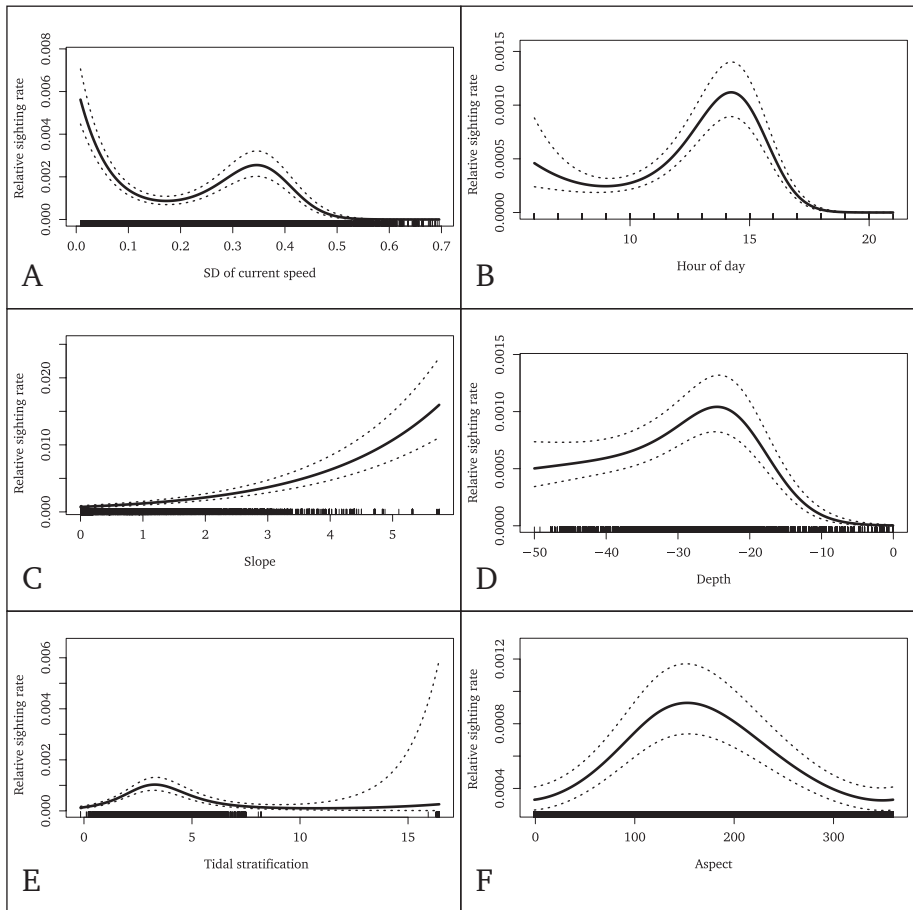 Relative sighting rate
0.008
0.006
0.004
0.002
0.000
0.0 0.1 0.2 0.3 0.4 0.5 0.6 0.7
SD of current speed
A
Relative sighting rate
0.0015
0.0010
0.0005
0.0000
10 15 20
Hour of day
B
Relative sighting rate
0.020
0.010
0.000
0 1 2 3 4 5
Slope
C
Relative sighting rate
0.0015
0.0010
0.0005
0.0000
−50 −40 −30 −20 −10 0
Depth
D
Relative sighting rate
0.006
0.004
0.002
0.000
0 5 10 15
Tidal stratification
E
Relative sighting rate
0.0012
0.0008
0.0004
0 100 200 300
Aspect
F